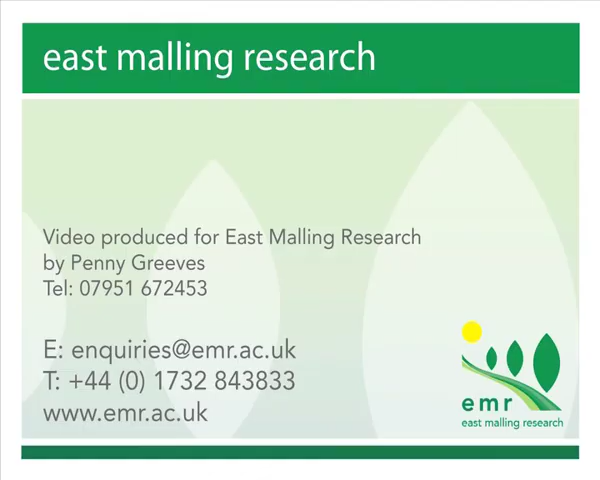 east malling research
Video produced for East Malling Research
by Penny Greeves
Tel: 07951 672453
E: enquiries@emr.ac.uk
T: +44 (0) 1732 843833
www.emr.ac.uk
emr
east malling research